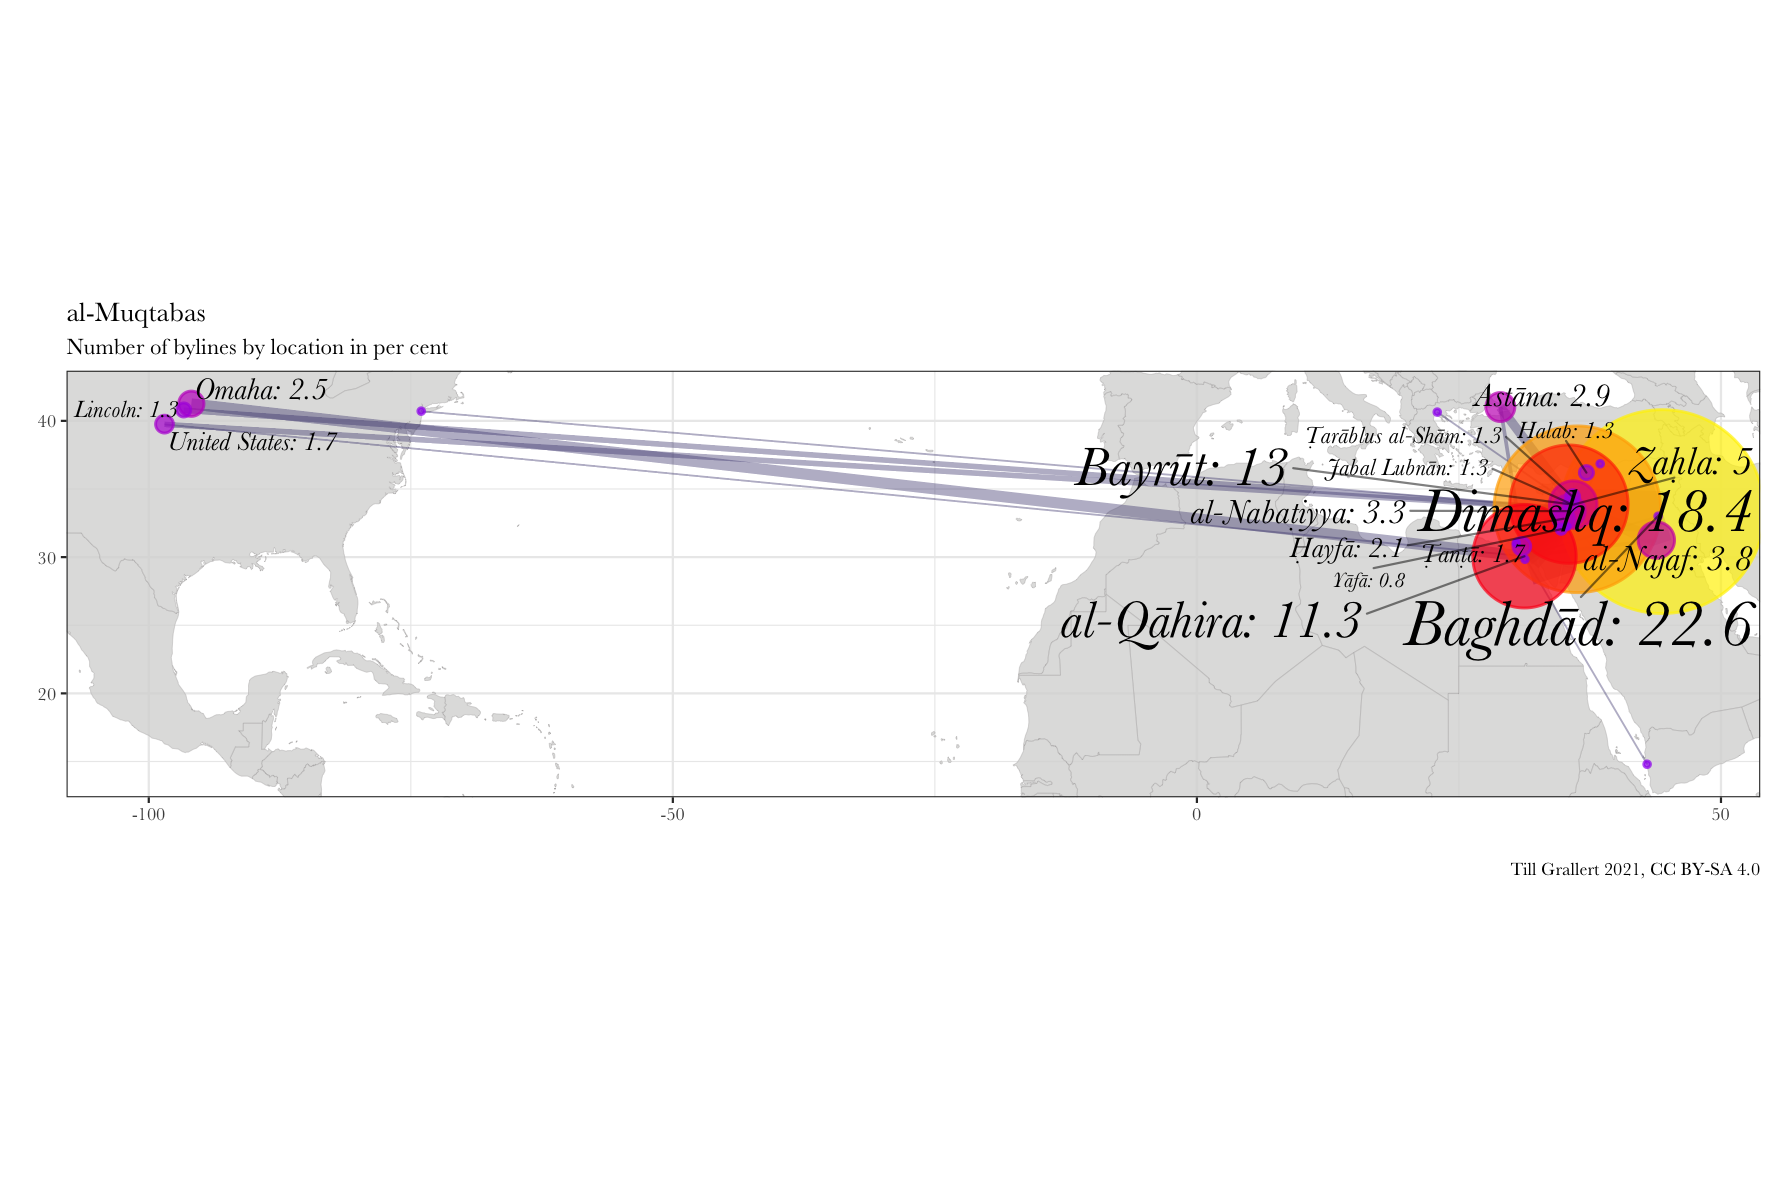 al-Muqtabas
Number of bylines by location in per cent
Omaha: 2.5
Lincoln: 1.3
United States: 1.7
Astāna: 2.9
Ṭarāblus al-Shām: 1.3
Ḥalab: 1.3
Bayrūt: 13
Jabal Lubnān: 1.3
Zaḥla: 5
al-Nabaṭiyya: 3.3
Dimashq: 18.4
Ḥayfā: 2.1
Ṭanṭā: 1.7
al-Najaf: 3.8
Yāfā: 0.8
al-Qāhira: 11.3
Baghdād: 22.6
40
30
20
-100
-50
0
50
Till Grallert 2021, CC BY-SA 4.0